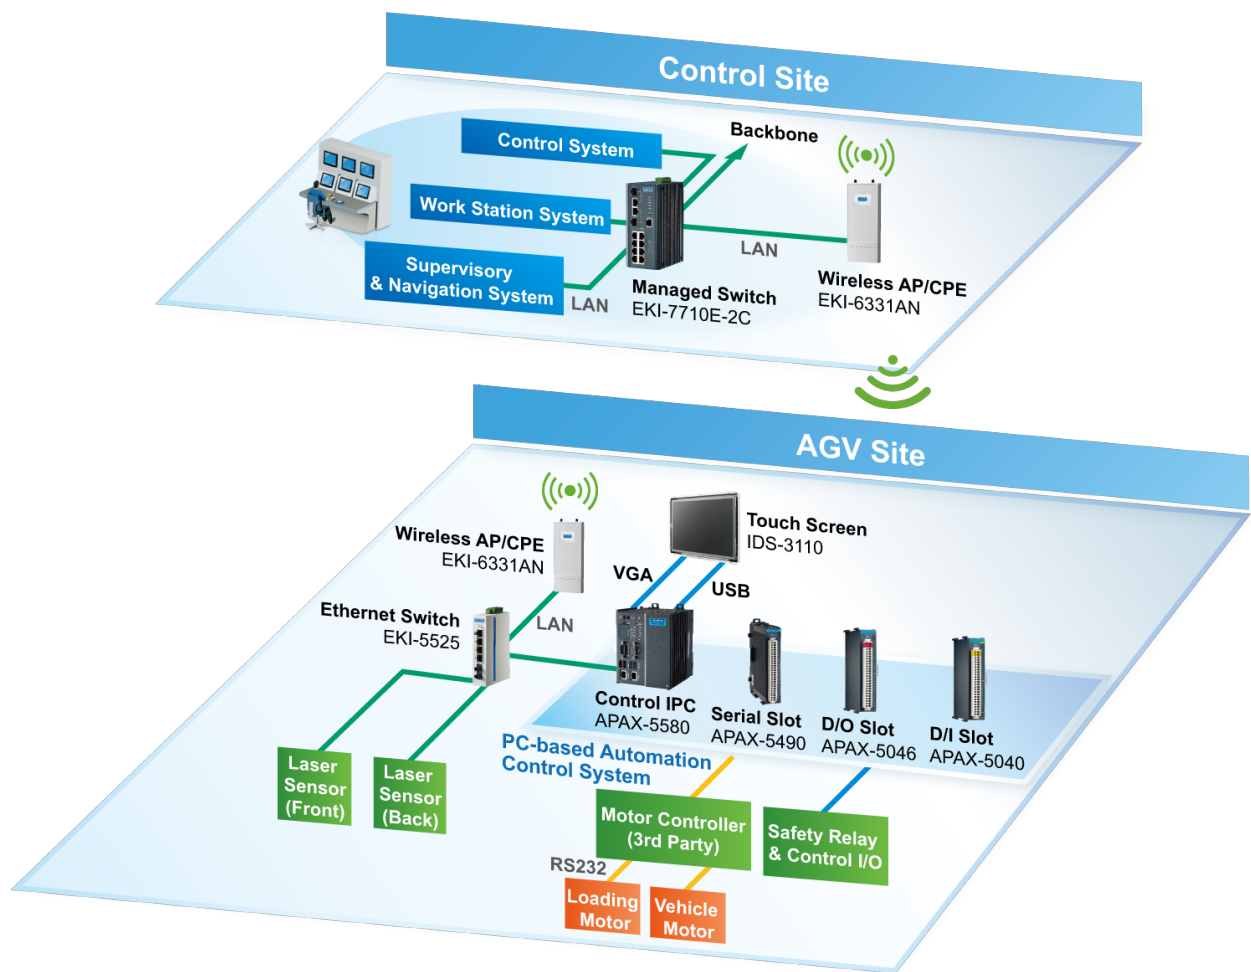 Control Site
Backbone
Control System
Work Station System
LAN
Supervisory
& Navigation System
LAN
Managed Switch
EKI-7710E-2C
Wireless AP/CPE
EKI-6331AN
AGV Site
Wireless AP/CPE
EKI-6331AN
Touch Screen
IDS-3110
VGA
USB
Ethernet Switch
EKI-5525
LAN
Control IPC
APAX-5580
Serial Slot
APAX-5490
D/O Slot
APAX-5046
D/I Slot
APAX-5040
PC-based Automation
Control System
Laser
Sensor
(Front)
Laser
Sensor
(Back)
Motor Controller
(3rd Party)
Safety Relay
& Control I/O
RS232
Loading
Motor
Vehicle
Motor